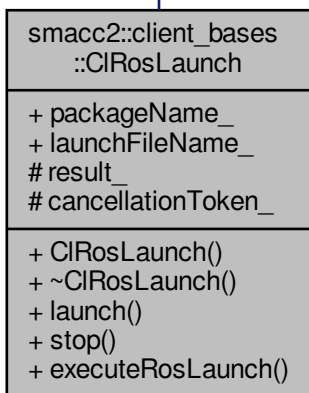 smacc2::client_bases
::ClRosLaunch
+ packageName_
+ launchFileName_
# result_
# cancellationToken_
+ ClRosLaunch()
+ ~ClRosLaunch()
+ launch()
+ stop()
+ executeRosLaunch()